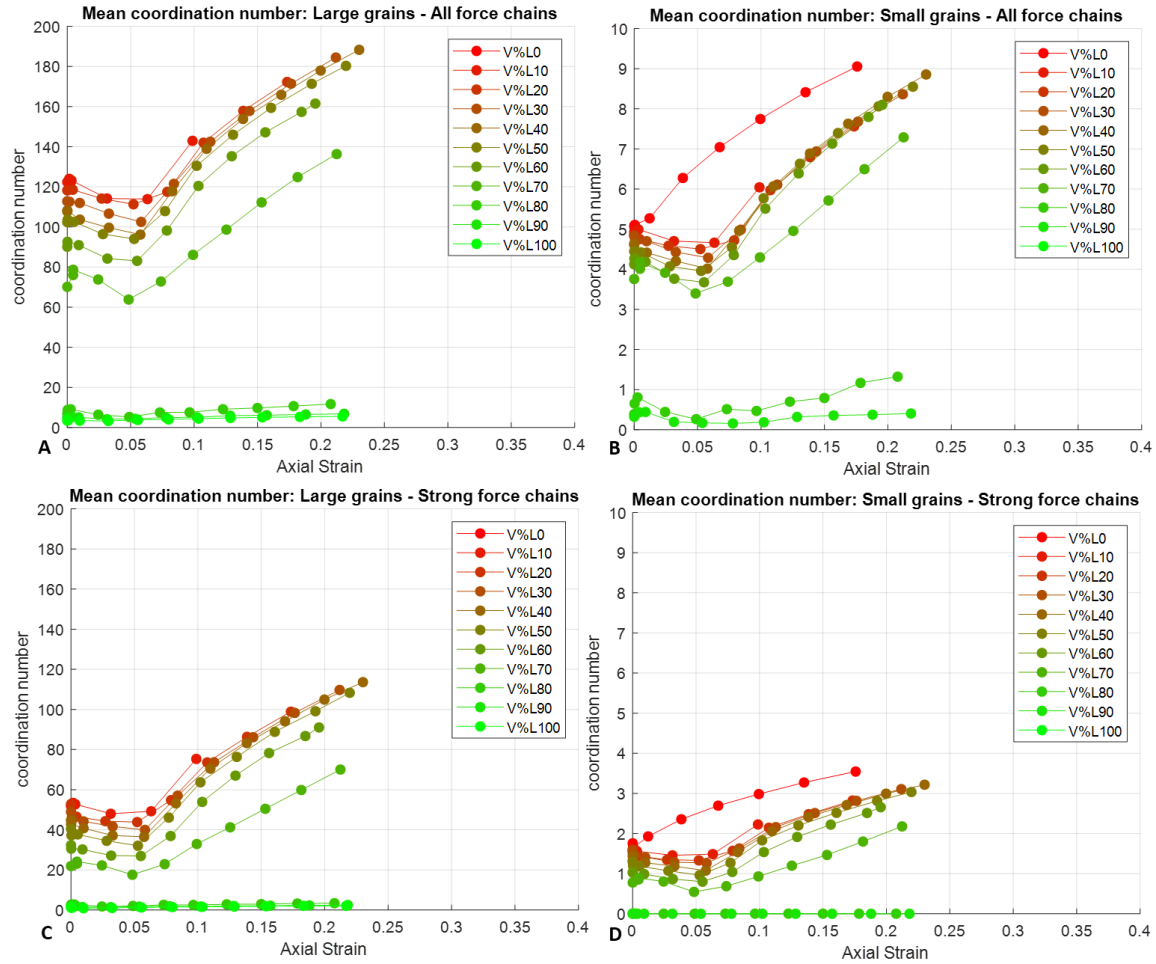 Mean coordination number: Large grains - All force chains
200
180
160
140
120
100
80
60
40
20
0
coordination number
V%L0
V%L10
V%L20
V%L30
V%L40
V%L50
V%L60
V%L70
V%L80
V%L90
V%L100
0
0.05
0.1
0.15
0.2
0.25
0.3
0.35
0.4
A
Axial Strain
Mean coordination number: Small grains - All force chains
10
9
8
7
6
5
4
3
2
1
0
coordination number
V%L0
V%L10
V%L20
V%L30
V%L40
V%L50
V%L60
V%L70
V%L80
V%L90
V%L100
0
0.05
0.1
0.15
0.2
0.25
0.3
0.35
0.4
B
Axial Strain
Mean coordination number: Large grains - Strong force chains
200
180
160
140
120
100
80
60
40
20
0
coordination number
V%L0
V%L10
V%L20
V%L30
V%L40
V%L50
V%L60
V%L70
V%L80
V%L90
V%L100
0
0.05
0.1
0.15
0.2
0.25
0.3
0.35
0.4
C
Axial Strain
Mean coordination number: Small grains - Strong force chains
10
9
8
7
6
5
4
3
2
1
0
coordination number
V%L0
V%L10
V%L20
V%L30
V%L40
V%L50
V%L60
V%L70
V%L80
V%L90
V%L100
0
0.05
0.1
0.15
0.2
0.25
0.3
0.35
0.4
D
Axial Strain